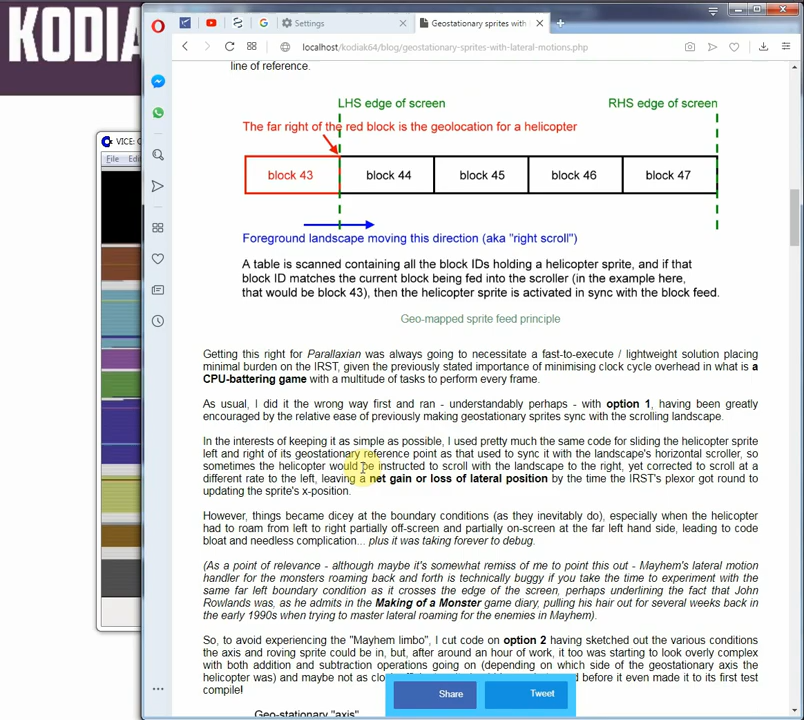 KODIA
Settings
Geostationary sprites with
localhost/kodiak64/blog/geostationary-sprites-with-lateral-motions.php
VICE: C
File Edit
line of reference.
LHS edge of screen RHS edge of screen
The far right of the red block is the geolocation for a helicopter
block 43 block 44 block 45 block 46 block 47
Foreground landscape moving this direction (aka "right scroll")
A table is scanned containing all the block IDs holding a helicopter sprite, and if that
block ID matches the current block being fed into the scroller (in the example here,
that would be block 43), then the helicopter sprite is activated in sync with the block feed.
Geo-mapped sprite feed principle
Getting this right for Parallaxian was always going to necessitate a fast-to-execute / lightweight solution placing
minimal burden on the IRST, given the previously stated importance of minimising clock cycle overhead in what is a
CPU-battering game with a multitude of tasks to perform every frame.
As usual, I did it the wrong way first and ran - understandably perhaps - with option 1, having been greatly
encouraged by the relative ease of previously making geostationary sprites sync with the scrolling landscape.
In the interests of keeping it as simple as possible, I used pretty much the same code for sliding the helicopter sprite
left and right of its geostationary reference point as that used to sync it with the landscape's horizontal scroller, so
sometimes the helicopter would be instructed to scroll with the landscape to the right, yet corrected to scroll at a
different rate to the left, leaving a net gain or loss of lateral position by the time the IRST's plexor got round to
updating the sprite's x-position.
However, things became dicey at the boundary conditions (as they inevitably do), especially when the helicopter
had to roam from left to right partially off-screen and partially on-screen at the far left hand side, leading to code
bloat and needless complication... plus it was taking forever to debug.
(As a point of relevance - although maybe it's somewhat remiss of me to point this out - Mayhem's lateral motion
handler for the monsters roaming back and forth is technically buggy if you take the time to experiment with the
same far left boundary condition as it crosses the edge of the screen, perhaps underlining the fact that John
Rowlands was, as he admits in the Making of a Monster game diary, pulling his hair out for several weeks back in
the early 1990s when trying to master lateral roaming for the enemies in Mayhem).
So, to avoid experiencing the "Mayhem limbo", I cut code on option 2 having sketched out the various conditions
the axis and roving sprite could be in, but, after around an hour of work, it too was starting to look overly complex
with both addition and subtraction operations going on (depending on which side of the geostationary axis the
helicopter was) and maybe not as before it even made it to its first test
compile!
Share Tweet
Geo-stationary "axis"